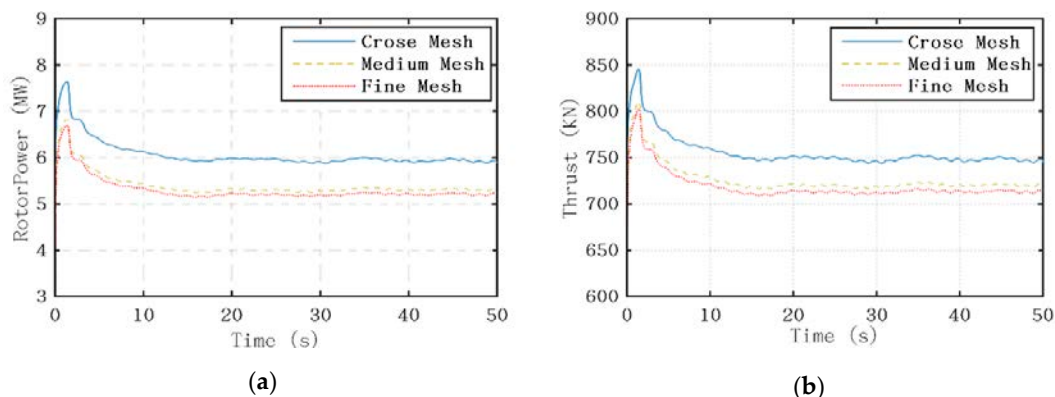 9
8
7
6
5
4
3
RotorPower (MW)
Crose Mesh
Medium Mesh
Fine Mesh
0 10 20 30 40 50
Time (s)
(a)
900
850
800
750
700
650
600
Thrust (KN)
Crose Mesh
Medium Mesh
Fine Mesh
0 10 20 30 40 50
Time (s)
(b)